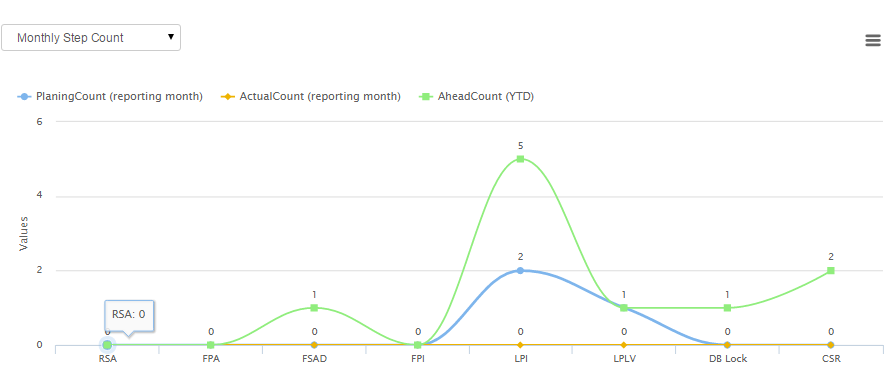 Monthly Step Count
PlaningCount (reporting month) ActualCount (reporting month) AheadCount (YTD)
6
5
4
Values
2 2 2
1 1 1
RSA: 0
0 0 0 0 0 0 0 0
0
RSA FPA FSAD FPI LPI LPLV DB Lock CSR